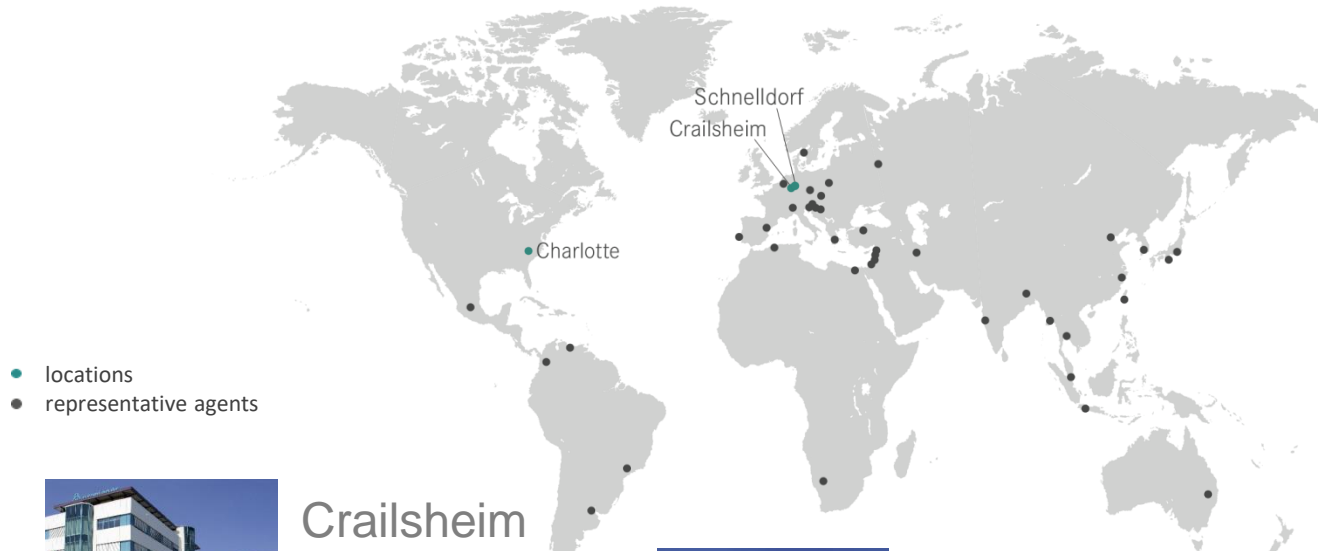 Schnelldorf
Crailsheim
Charlotte
locations
representative agents
Crailsheim